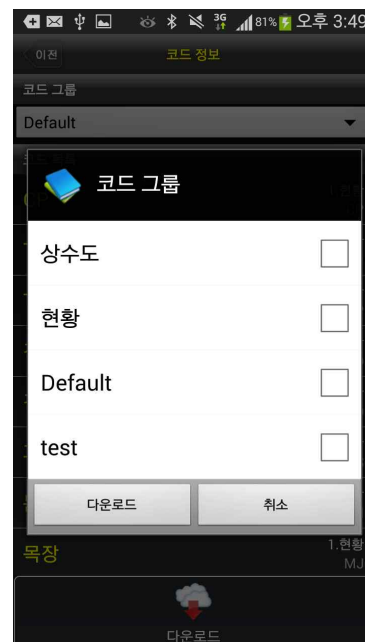 3G 81% 오후 3:49
이전 코드 정보
코드 그룹
Default
코드 그룹
상수도
현황
Default
test
다운로드 취소
목장 1.현황
MJ
다운로드